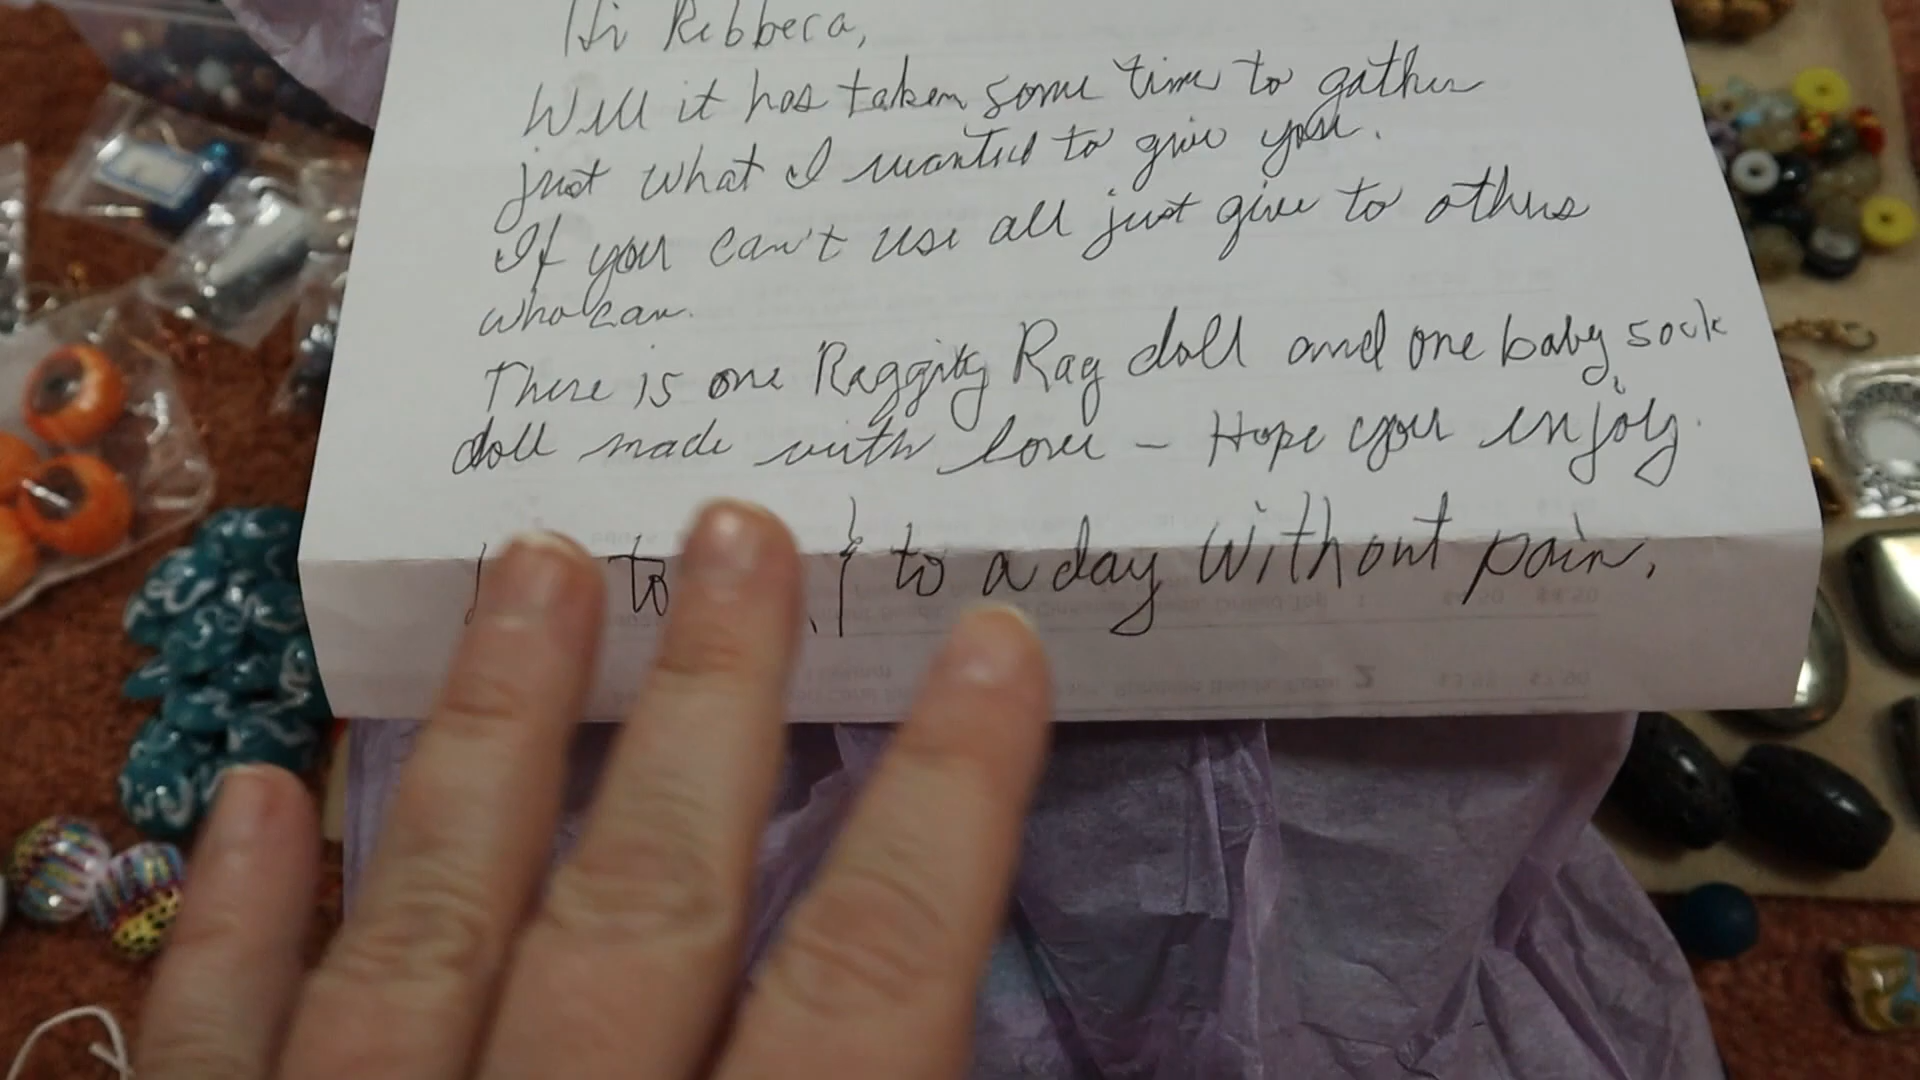 Hi Rebbeca,
Well it has taken some time to gather
just what I wanted to give you.
If you can't use all just give to others
who can.
There is one Raggity Rag doll and one baby sock
doll made with love - Hope you enjoy.
to & to a day without pain.
2